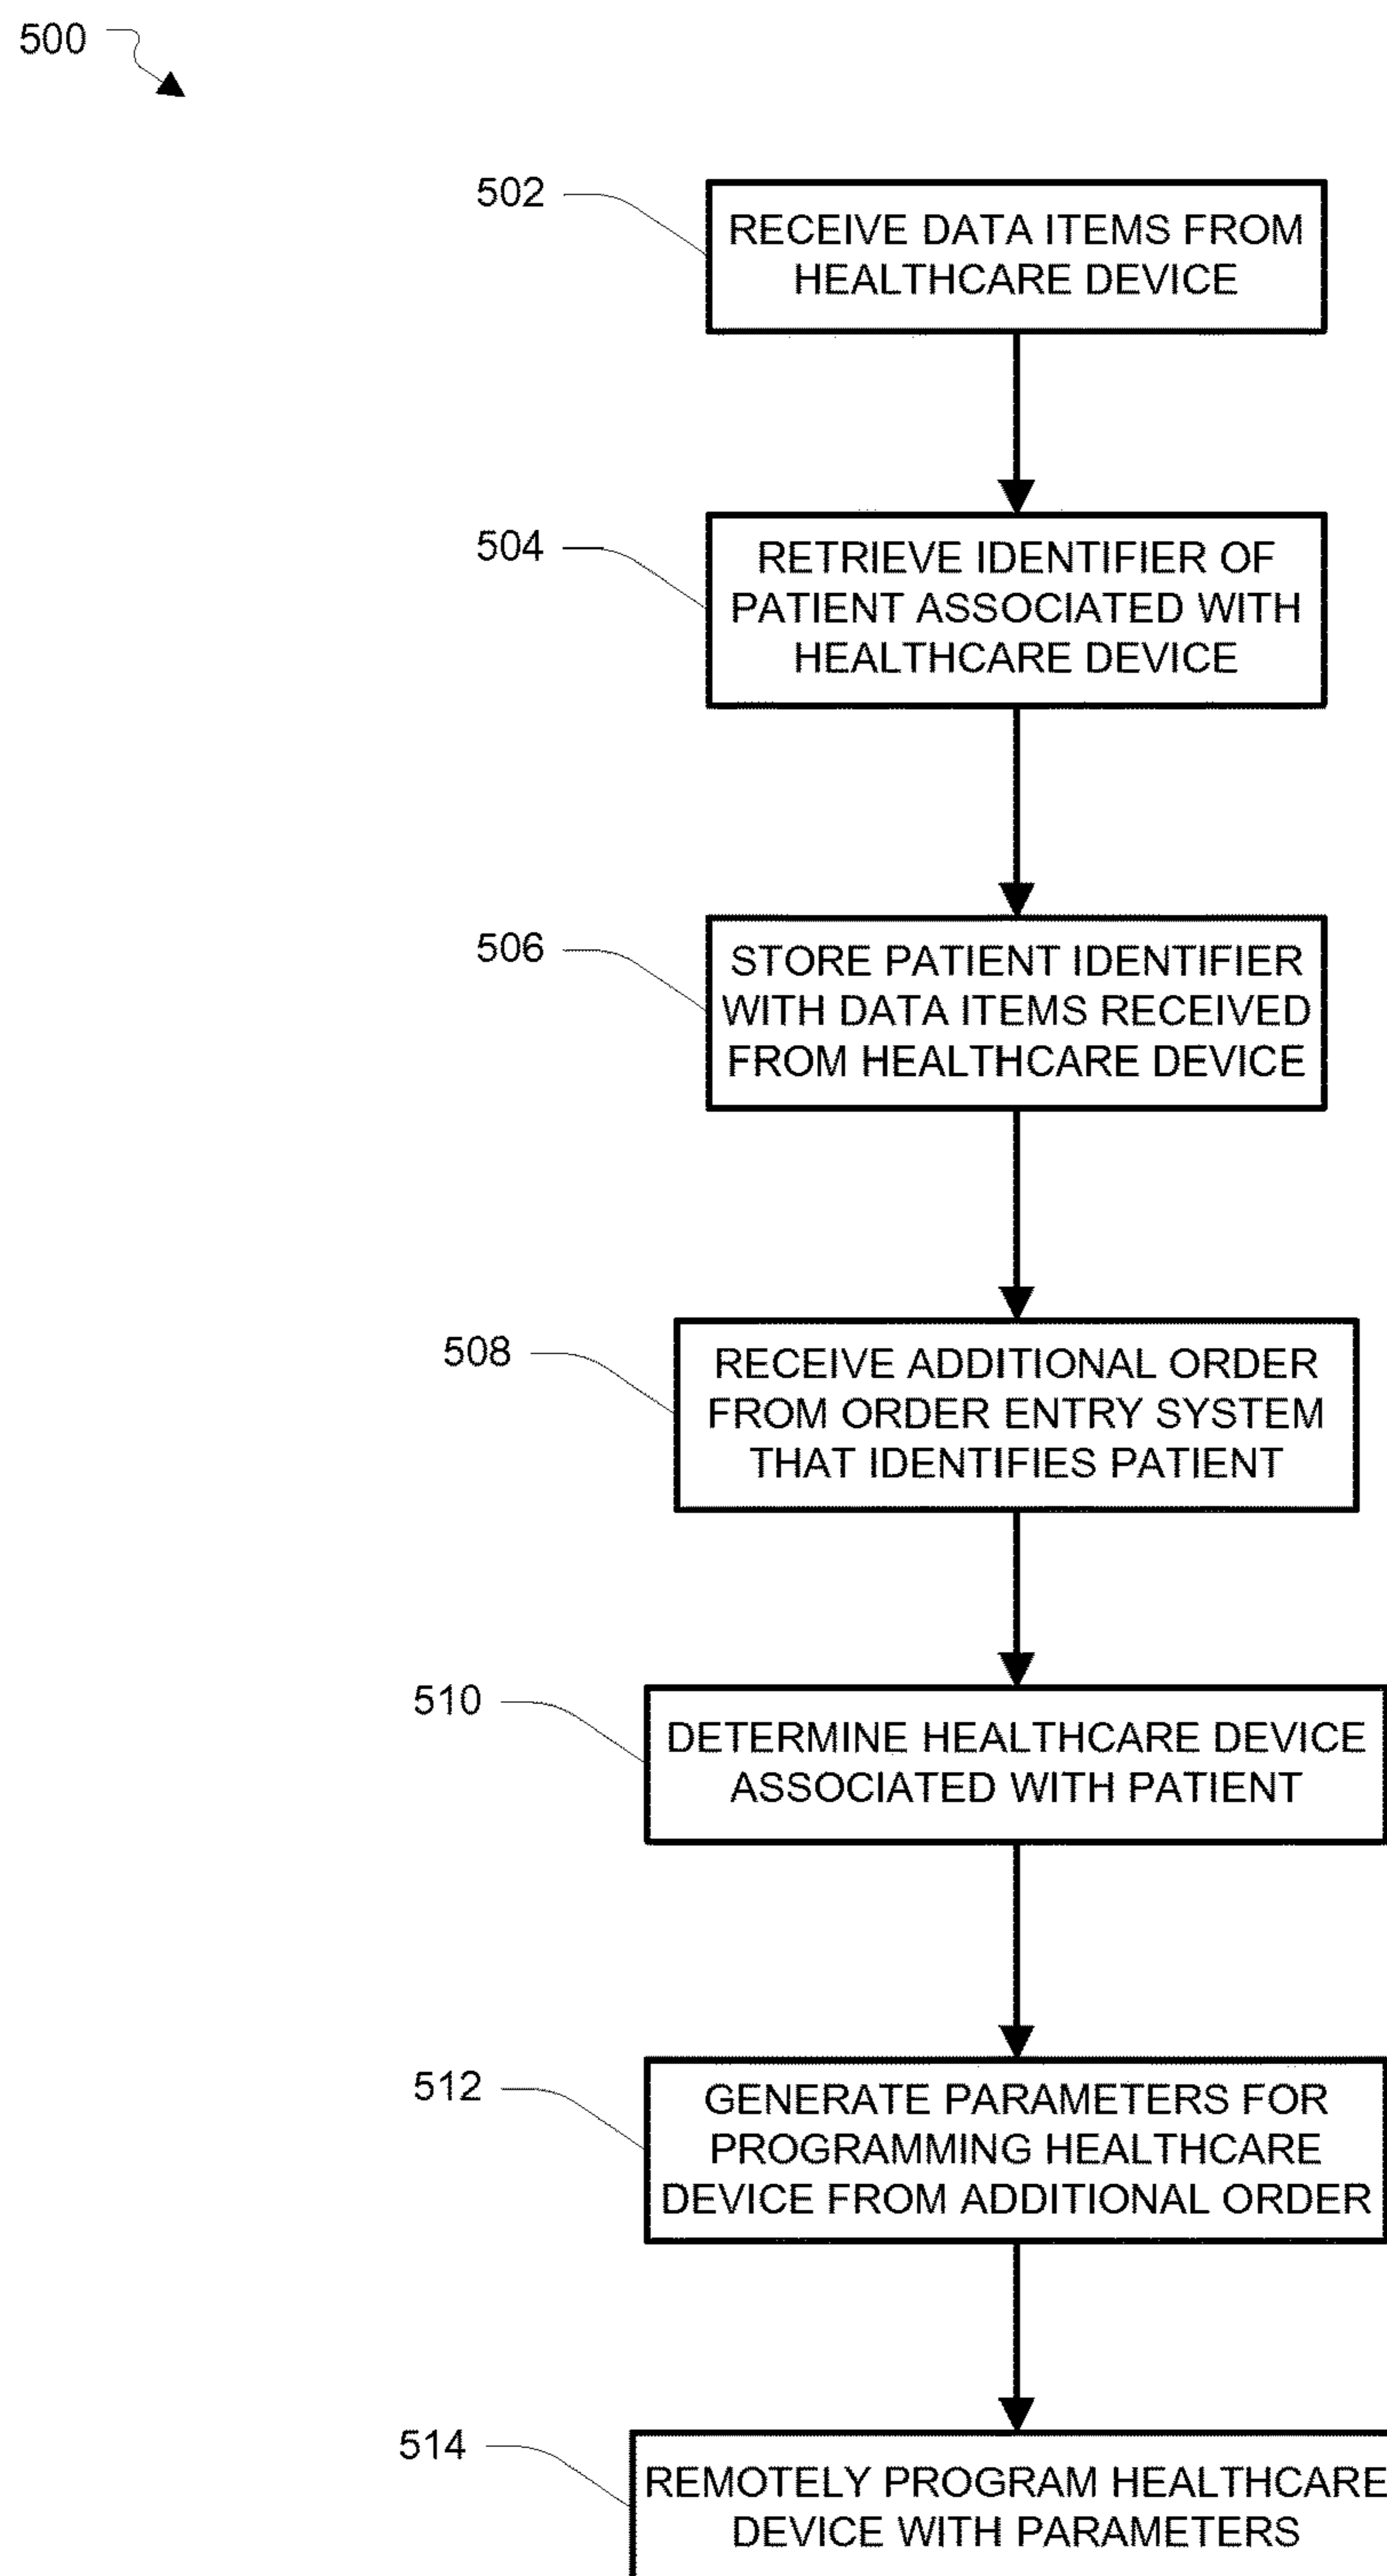 500
502
RECEIVE DATA ITEMS FROM
HEALTHCARE DEVICE
504
RETRIEVE IDENTIFIER OF
PATIENT ASSOCIATED WITH
HEALTHCARE DEVICE
506
STORE PATIENT IDENTIFIER
WITH DATA ITEMS RECEIVED
FROM HEALTHCARE DEVICE
508
RECEIVE ADDITIONAL ORDER
FROM ORDER ENTRY SYSTEM
THAT IDENTIFIES PATIENT
510
DETERMINE HEALTHCARE DEVICE
ASSOCIATED WITH PATIENT
512
GENERATE PARAMETERS FOR
PROGRAMMING HEALTHCARE
DEVICE FROM ADDITIONAL ORDER
514
REMOTELY PROGRAM HEALTHCARE
DEVICE WITH PARAMETERS